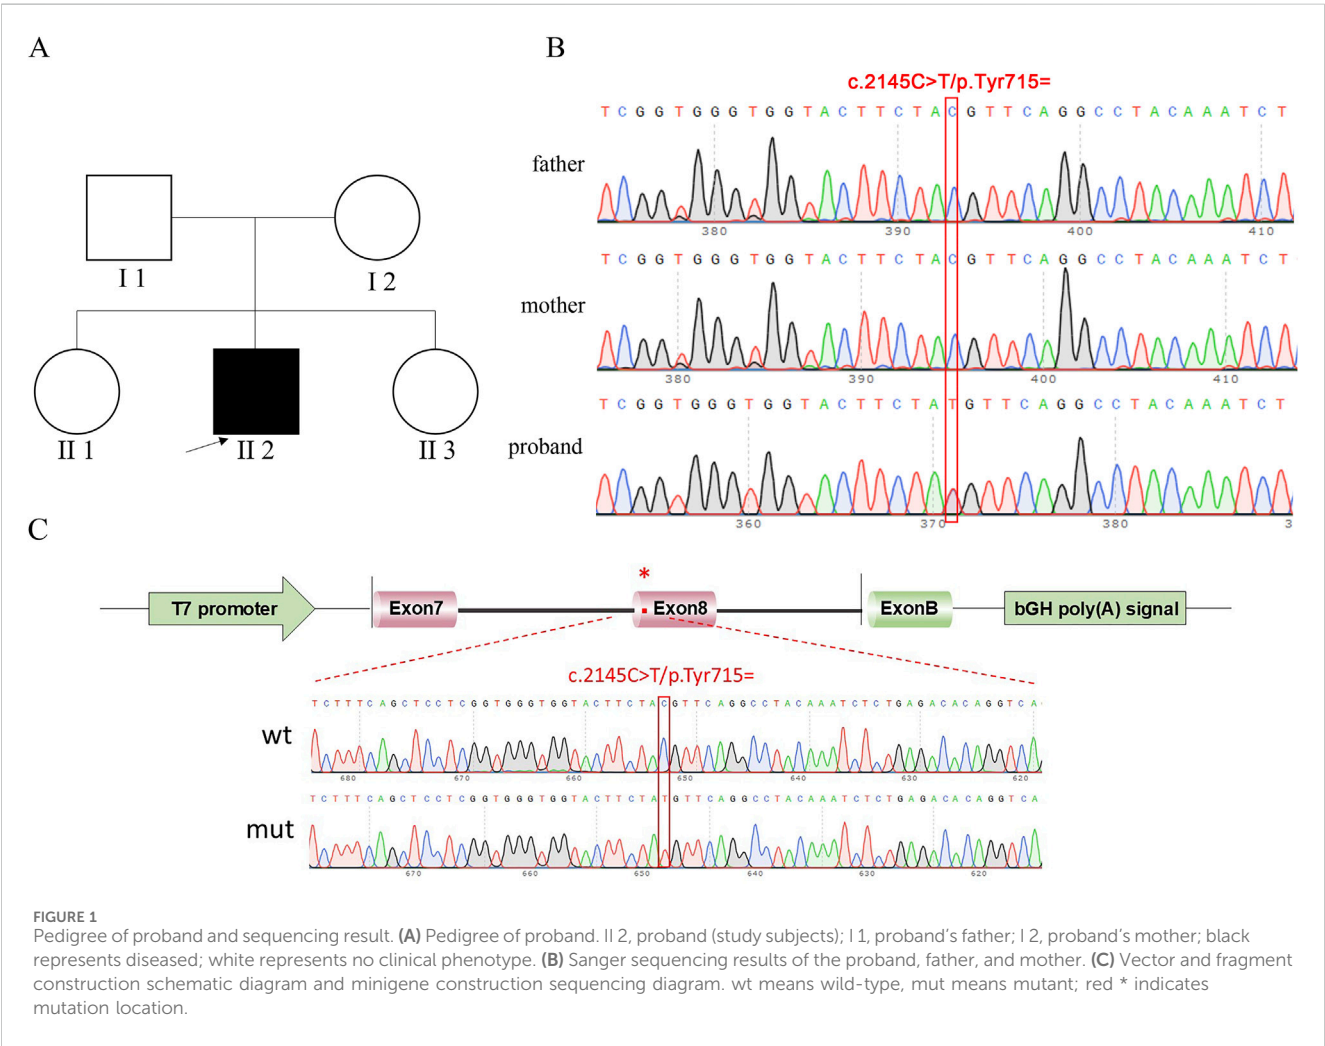 A
I 1
I 2
II 1
II 2
II 3
B
c.2145C>T/p.Tyr715=
T C G G T G G G T G G T A C T T C T A C G T T C A G G C C T A C A A A T C T
father
380 390 400 410
T C G G T G G G T G G T A C T T C T A C G T T C A G G C C T A C A A A T C T
mother
380 390 400 410
T C G G T G G G T G G T A C T T C T A T G T T C A G G C C T A C A A A T C T
proband
360 370 380 3
C
*
T7 promoter Exon7 Exon8 ExonB bGH poly(A) signal
c.2145C>T/p.Tyr715=
T C T T T C A G C T C C T C G G T G G G T G G T A C T T C T A C G T T C A G G C C T A C A A A T C T C T G A G A C A C A G G T C A
wt
680 670 660 650 640 630 620
T C T T T C A G C T C C T C G G T G G G T G G T A C T T C T A T G T T C A G G C C T A C A A A T C T C T G A G A C A C A G G T C A
mut
670 660 650 640 630 620
FIGURE 1
Pedigree of proband and sequencing result. (A) Pedigree of proband. II 2, proband (study subjects); I 1, proband's father; I 2, proband's mother; black
represents diseased; white represents no clinical phenotype. (B) Sanger sequencing results of the proband, father, and mother. (C) Vector and fragment
construction schematic diagram and minigene construction sequencing diagram. wt means wild-type, mut means mutant; red * indicates
mutation location.